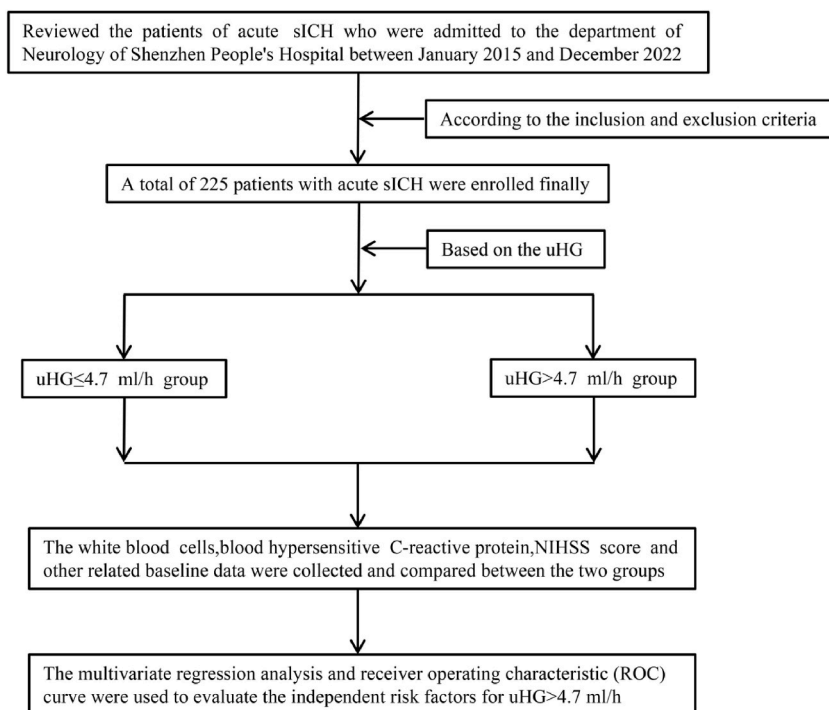 Reviewed the patients of acute sICH who were admitted to the department of
Neurology of Shenzhen People's Hospital between January 2015 and December 2022
According to the inclusion and exclusion criteria
A total of 225 patients with acute sICH were enrolled finally
Based on the uHG
uHG≤4.7 ml/h group
uHG>4.7 ml/h group
The white blood cells,blood hypersensitive C-reactive protein,NIHSS score and
other related baseline data were collected and compared between the two groups
The multivariate regression analysis and receiver operating characteristic (ROC)
curve were used to evaluate the independent risk factors for uHG>4.7 ml/h